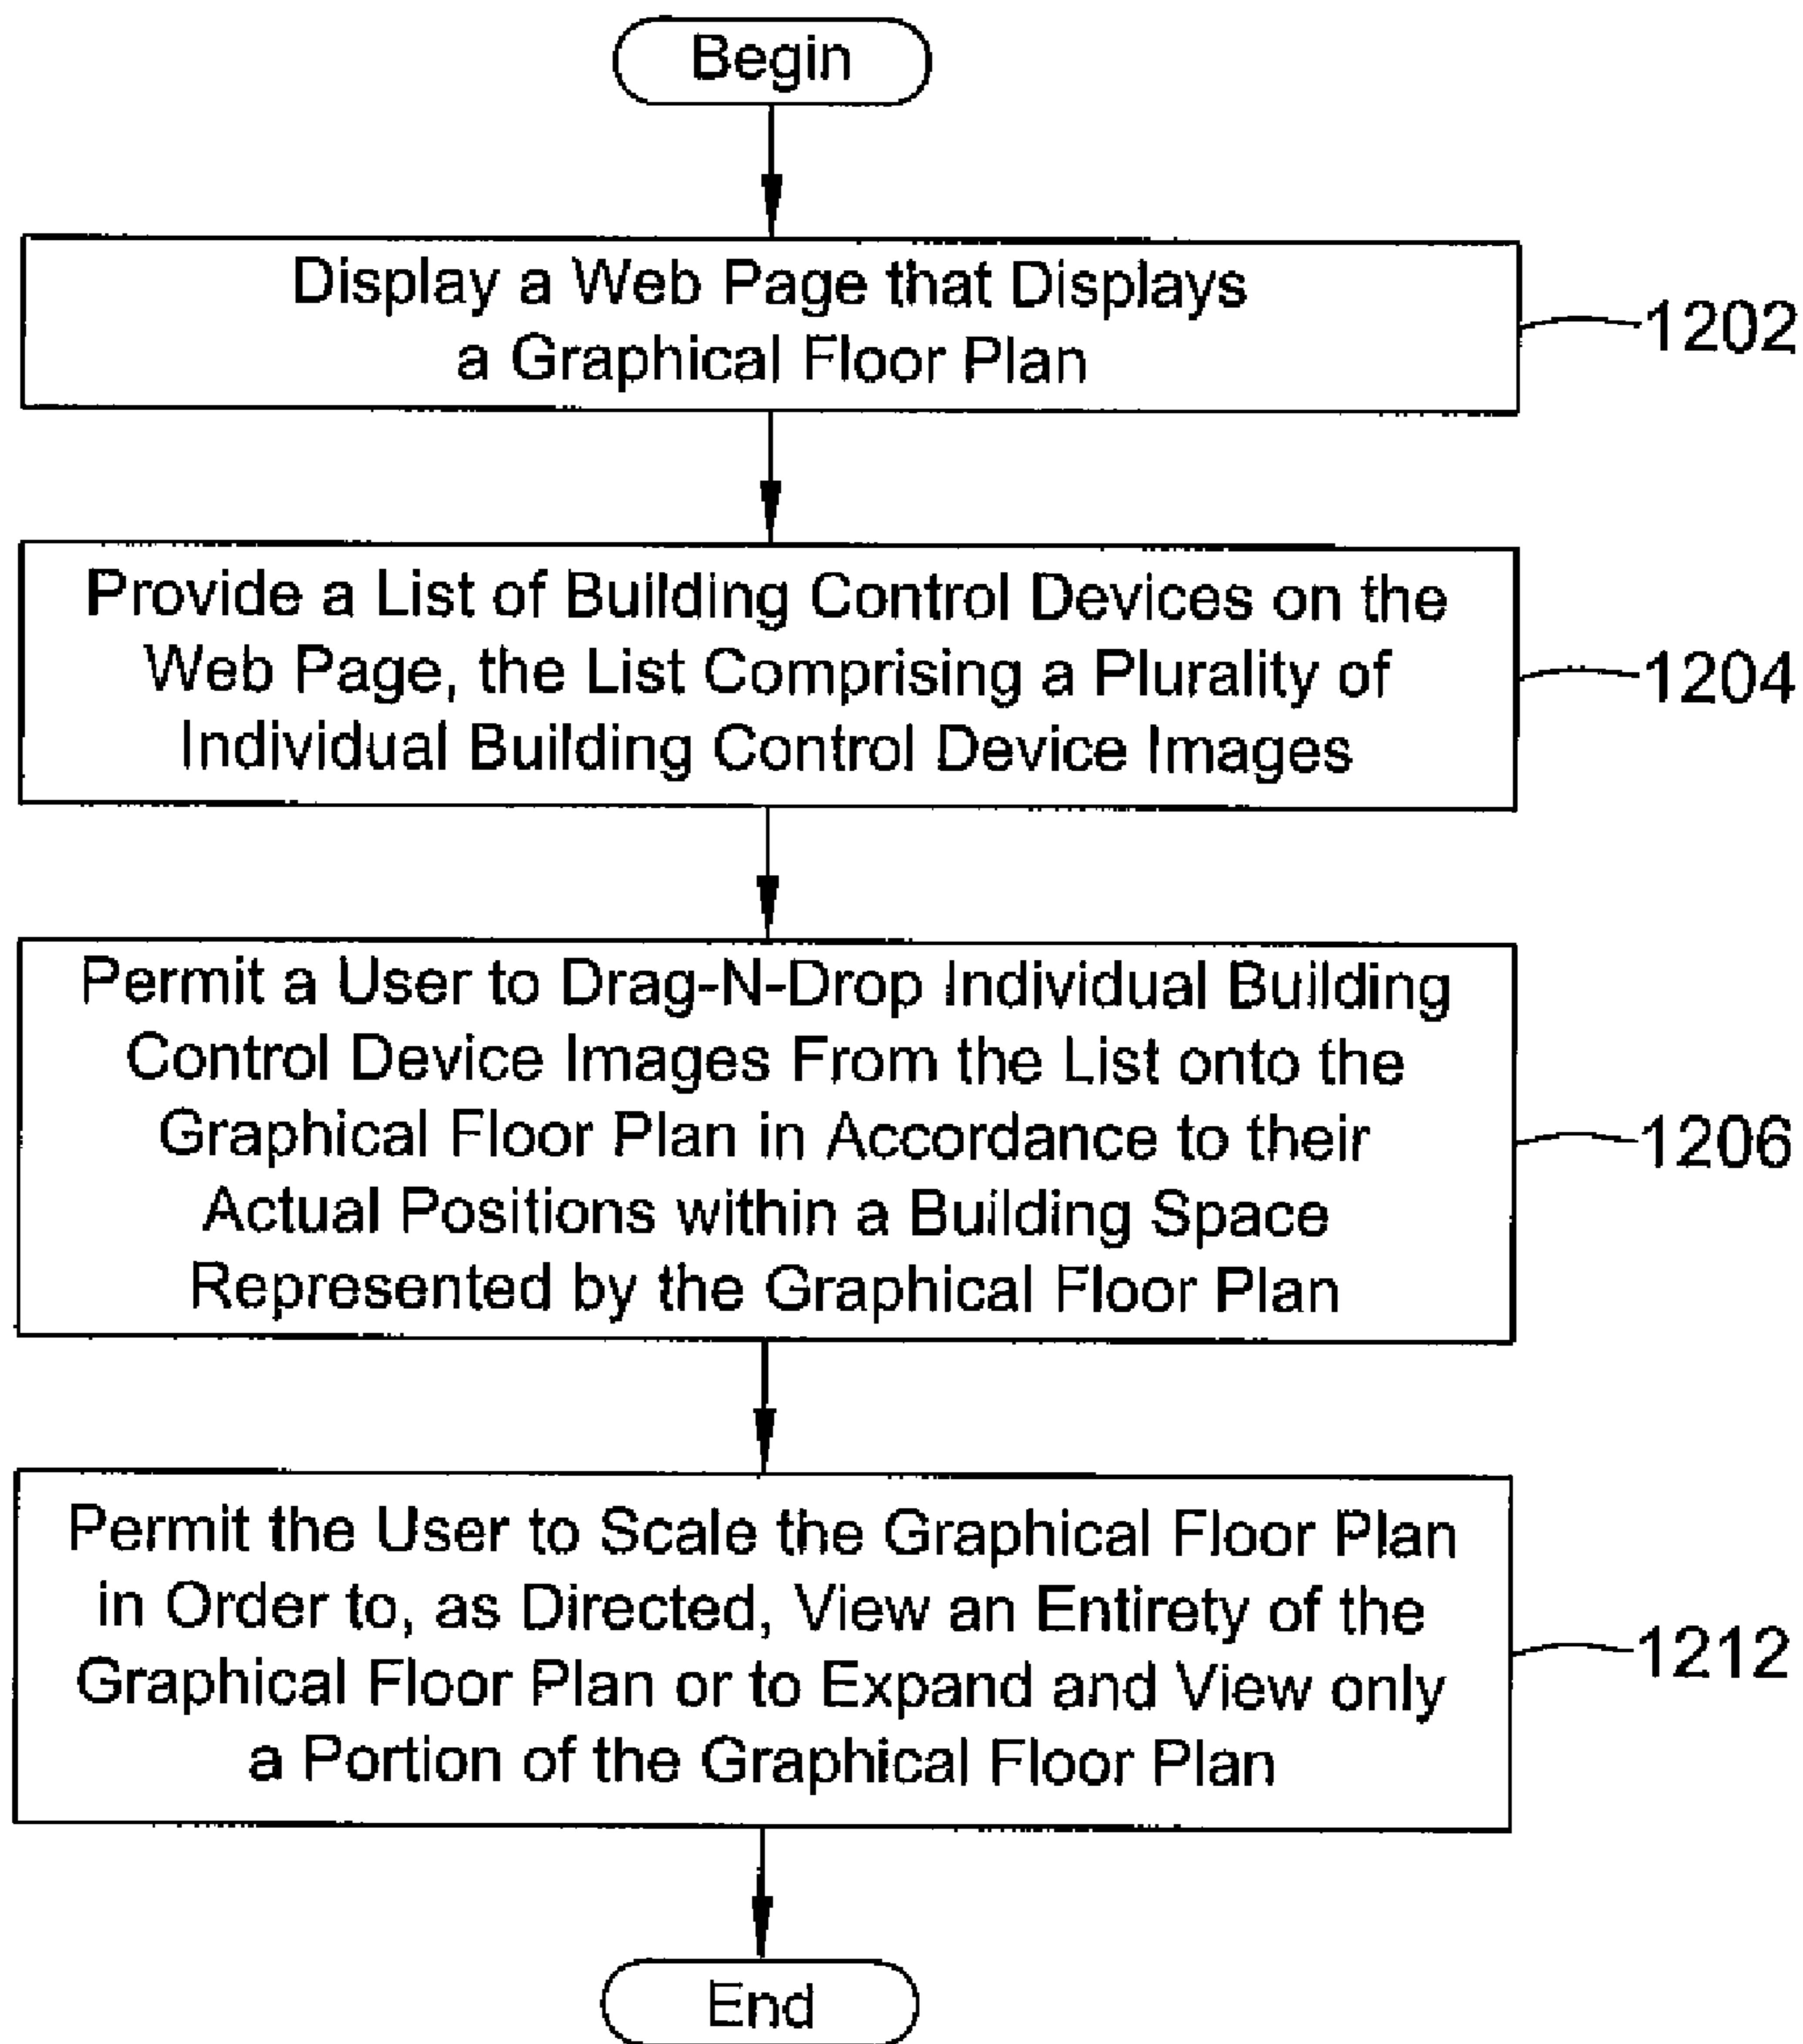 Begin
Display a Web Page that Displays
a Graphical Floor Plan
1202
Provide a List of Building Control Devices on the
Web Page, the List Comprising a Plurality of
Individual Building Control Device Images
1204
Permit a User to Drag-N-Drop Individual Building
Control Device Images From the List onto the
Graphical Floor Plan in Accordance to their
Actual Positions within a Building Space
Represented by the Graphical Floor Plan
1206
Permit the User to Scale the Graphical Floor Plan
in Order to, as Directed, View an Entirety of the
Graphical Floor Plan or to Expand and View only
a Portion of the Graphical Floor Plan
1212
End